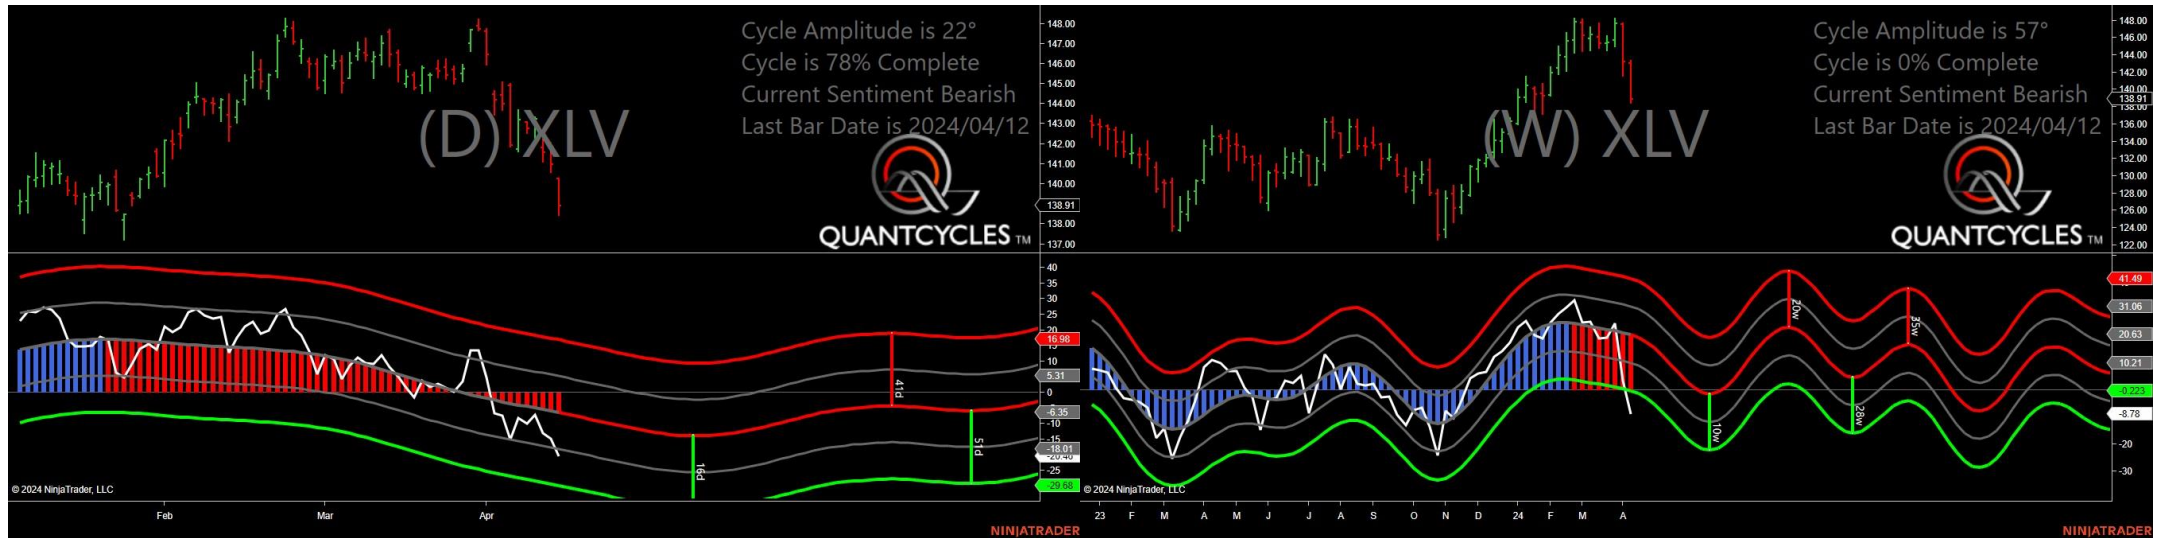 Cycle Amplitude is 22°
Cycle is 78% Complete
Current Sentiment Bearish
Last Bar Date is 2024/04/12
(D) XLV
QUANTCYCLES TM
148.00
147.00
146.00
145.00
144.00
143.00
142.00
141.00
140.00
138.91
138.00
137.00
40
35
30
25
20
16.98
15
10
5.31
0
-6.35
-10
-15
-18.01
-20.46
-25
-29.68
16d
41d
51d
© 2024 NinjaTrader, LLC
Feb
Mar
Apr
NINJATRADER
Cycle Amplitude is 57°
Cycle is 0% Complete
Current Sentiment Bearish
Last Bar Date is 2024/04/12
(W) XLV
QUANTCYCLES TM
148.00
146.00
144.00
142.00
140.00
138.91
138.00
136.00
134.00
132.00
130.00
128.00
126.00
124.00
122.00
41.49
31.06
20.63
10.21
-0.223
-8.78
-20
-30
10w
20w
28w
35w
© 2024 NinjaTrader, LLC
23 F M A M J J A S O N D 24 F M A
NINJATRADER